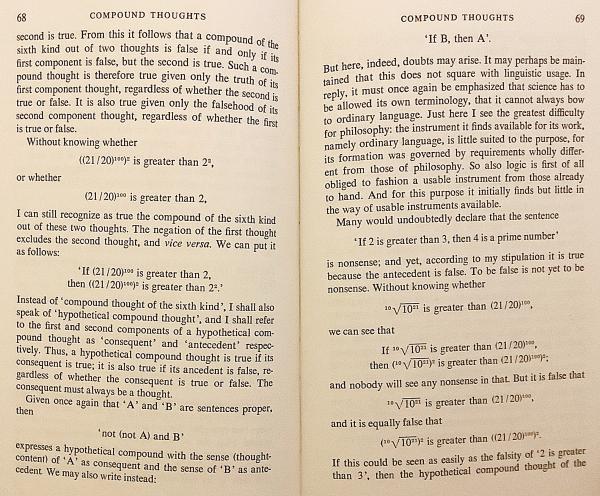 68 COMPOUND THOUGHTS
second is true. From this it follows that a compound of the
sixth kind out of two thoughts is false if and only if its
first component is false, but the second is true. Such a com-
pound thought is therefore true given only the truth of its
first component thought, regardless of whether the second is
true or false. It is also true given only the falsehood of its
second component thought, regardless of whether the first
is true or false.
Without knowing whether
((21/20)¹⁰⁰)² is greater than 2²,
or whether
(21/20)¹⁰⁰ is greater than 2,
I can still recognize as true the compound of the sixth kind
out of these two thoughts. The negation of the first thought
excludes the second thought, and vice versa. We can put it
as follows:
'If (21/20)¹⁰⁰ is greater than 2,
then ((21/20)¹⁰⁰)² is greater than 2².'
Instead of 'compound thought of the sixth kind', I shall also
speak of 'hypothetical compound thought', and I shall refer
to the first and second components of a hypothetical com-
pound thought as 'consequent' and 'antecedent' respec-
tively. Thus, a hypothetical compound thought is true if its
consequent is true; it is also true if its ancedent is false, re-
gardless of whether the consequent is true or false. The
consequent must always be a thought.
Given once again that 'A' and 'B' are sentences proper,
then
'not (not A) and B'
expresses a hypothetical compound with the sense (thought-
content) of 'A' as consequent and the sense of 'B' as ante-
cedent. We may also write instead:
COMPOUND THOUGHTS 69
'If B, then A'.
But here, indeed, doubts may arise. It may perhaps be main-
tained that this does not square with linguistic usage. In
reply, it must once again be emphasized that science has to
be allowed its own terminology, that it cannot always bow
to ordinary language. Just here I see the greatest difficulty
for philosophy: the instrument it finds available for its work,
namely ordinary language, is little suited to the purpose, for
its formation was governed by requirements wholly differ-
ent from those of philosophy. So also logic is first of all
obliged to fashion a usable instrument from those already
to hand. And for this purpose it initially finds but little in
the way of usable instruments available.
Many would undoubtedly declare that the sentence
'If 2 is greater than 3, then 4 is a prime number'
is nonsense; and yet, according to my stipulation it is true
because the antecedent is false. To be false is not yet to be
nonsense. Without knowing whether
¹⁰√10²¹ is greater than (21/20)¹⁰⁰,
we can see that
If ¹⁰√10²¹ is greater than (21/20)¹⁰⁰,
then (¹⁰√10²¹)² is greater than ((21/20)¹⁰⁰)²;
and nobody will see any nonsense in that. But it is false that
¹⁰√10²¹ is greater than (21/20)¹⁰⁰,
and it is equally false that
(¹⁰√10²¹)² is greater than ((21/20)¹⁰⁰)².
If this could be seen as easily as the falsity of '2 is greater
than 3', then the hypothetical compound thought of the